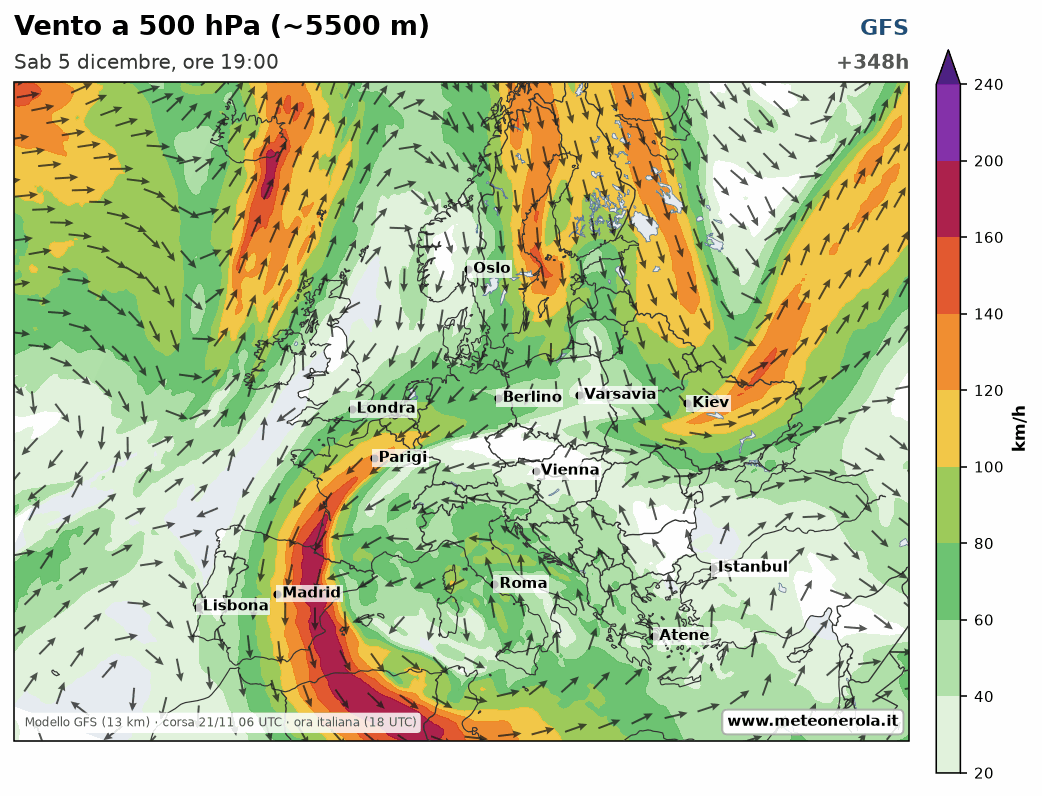 Vento a 500 hPa (~5500 m)
GFS
Sab 5 dicembre, ore 19:00
+348h
240
200
160
140
120
100
80
60
40
20
km/h
Oslo
Londra
Berlino
Varsavia
Kiev
Parigi
Vienna
Istanbul
Roma
Madrid
Lisbona
Atene
Modello GFS (13 km) · corsa 21/11 06 UTC · ora italiana (18 UTC)
www.meteonerola.it